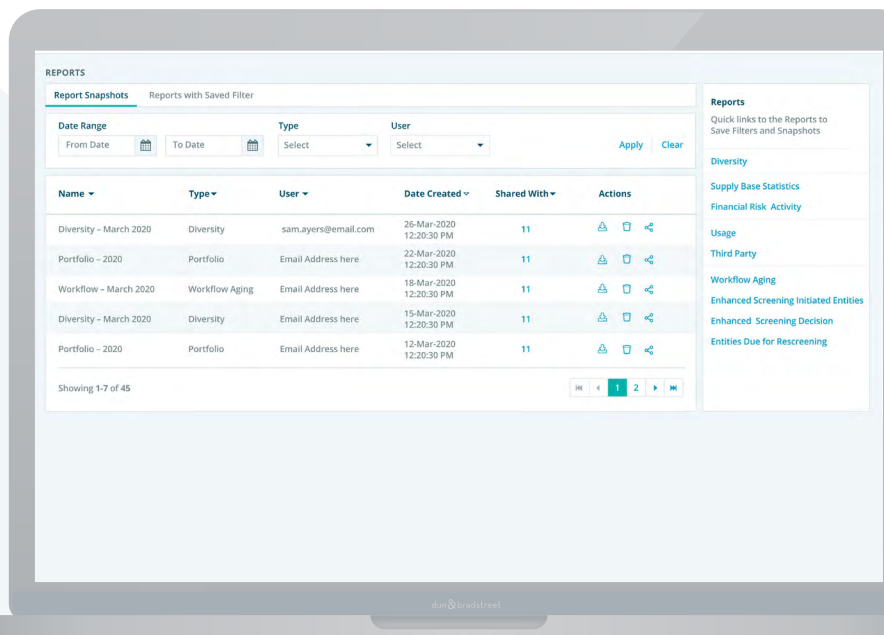 REPORTS
Report Snapshots Reports with Saved Filter
Date Range Type User
From Date To Date Select Select Apply Clear
Name Type User Date Created Shared With Actions
Diversity – March 2020 Diversity sam.ayers@email.com 26-Mar-2020 12:20:30 PM 11
Portfolio – 2020 Portfolio Email Address here 22-Mar-2020 12:20:30 PM 11
Workflow – March 2020 Workflow Aging Email Address here 18-Mar-2020 12:20:30 PM 11
Diversity – March 2020 Diversity Email Address here 15-Mar-2020 12:20:30 PM 11
Portfolio – 2020 Portfolio Email Address here 12-Mar-2020 12:20:30 PM 11
Showing 1-7 of 45 1 2
Reports
Quick links to the Reports to
Save Filters and Snapshots
Diversity
Supply Base Statistics
Financial Risk Activity
Usage
Third Party
Workflow Aging
Enhanced Screening Initiated Entities
Enhanced Screening Decision
Entities Due for Rescreening
dun & bradstreet